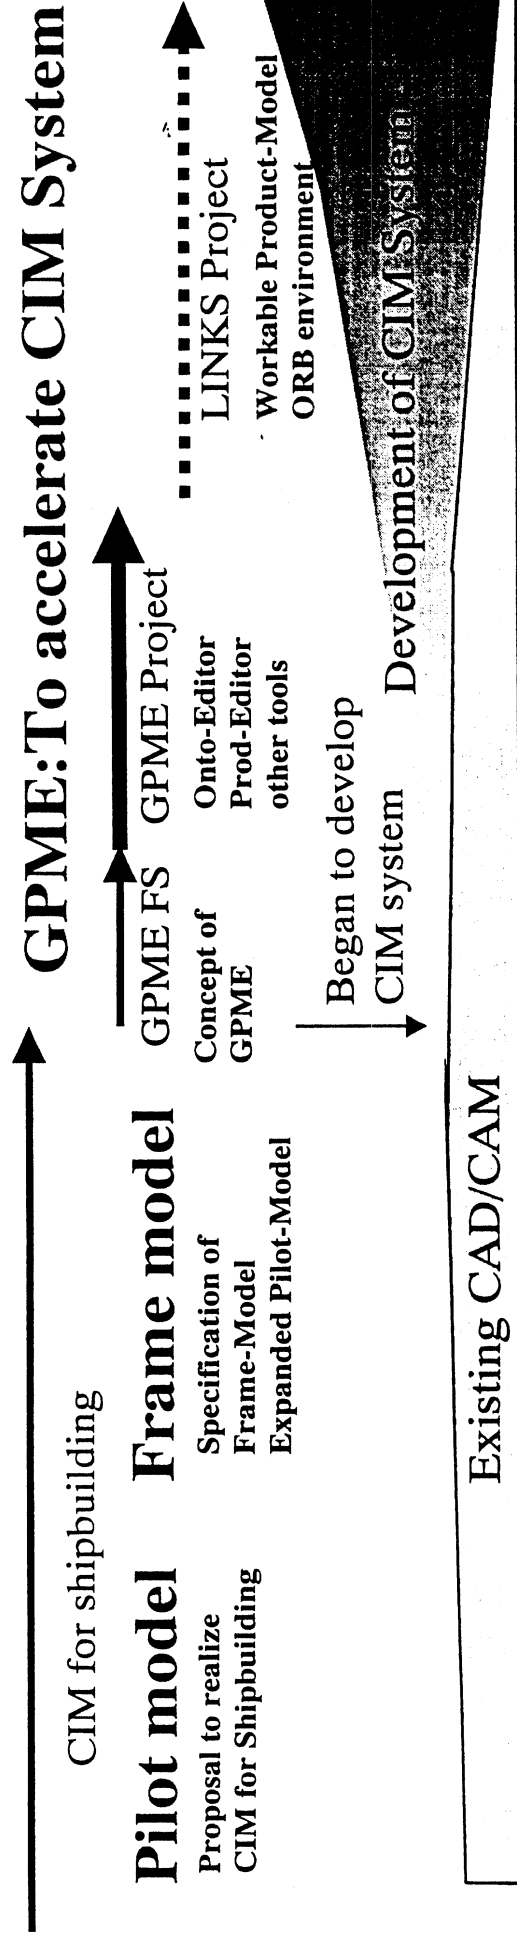 GPME:To accelerate CIM System
CIM for shipbuilding
Pilot model
Proposal to realize
CIM for Shipbuilding
Frame model
Specification of
Frame-Model
Expanded Pilot-Model
GPME FS
Concept of
GPME
GPME Project
Onto-Editor
Prod-Editor
other tools
LINKS Project
Workable Product-Model
ORB environment
Began to develop
CIM system
Development of CIM System
Existing CAD/CAM